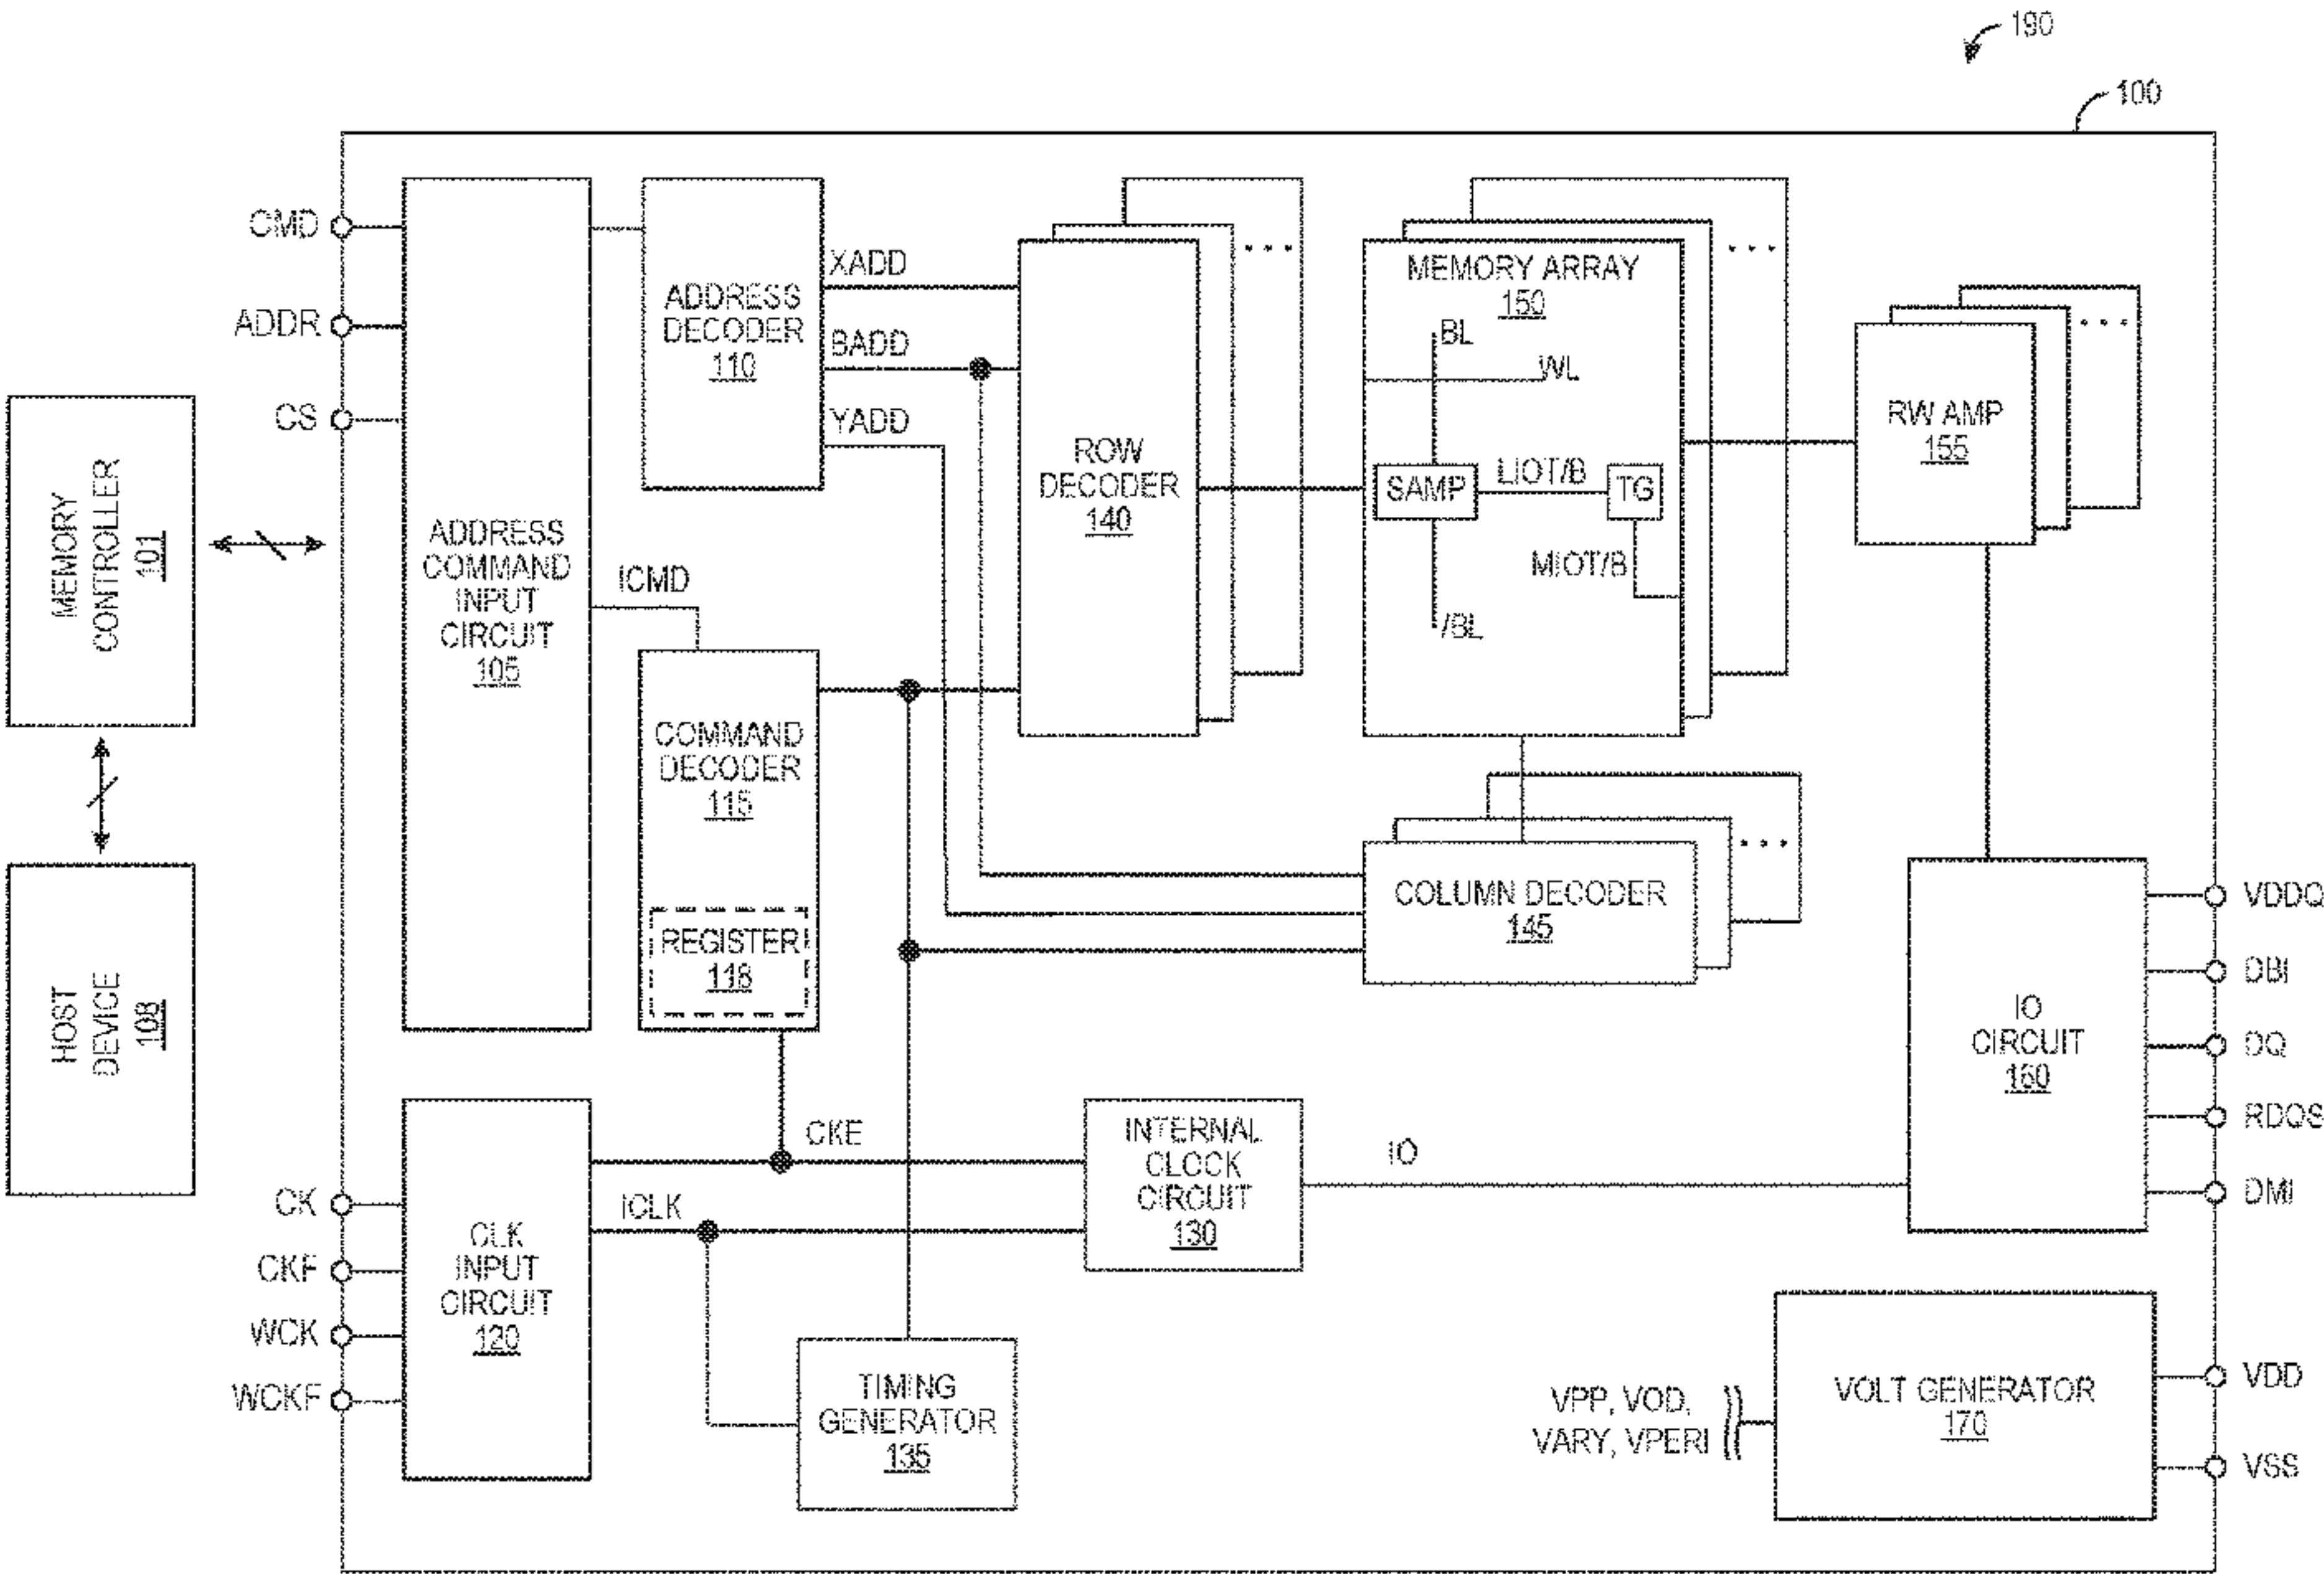 190
100
CMD
ADDR
CS
MEMORY
CONTROLLER
101
HOST
DEVICE
108
ADDRESS
COMMAND
INPUT
CIRCUIT
105
ADDRESS
DECODER
110
XADD
BADD
YADD
ICMD
COMMAND
DECODER
115
REGISTER
118
ROW
DECODER
140
...
MEMORY ARRAY
150
BL
WL
SAMP
LIOT/B
TG
MIOT/B
/BL
...
RW AMP
155
...
COLUMN DECODER
145
...
IO
CIRCUIT
160
VDDQ
DBI
DQ
RDQS
DMI
CK
CKF
WCK
WCKF
CLK
INPUT
CIRCUIT
120
CKE
ICLK
INTERNAL
CLOCK
CIRCUIT
130
IO
TIMING
GENERATOR
135
VPP, VOD,
VARY, VPERI
VOLT GENERATOR
170
VDD
VSS